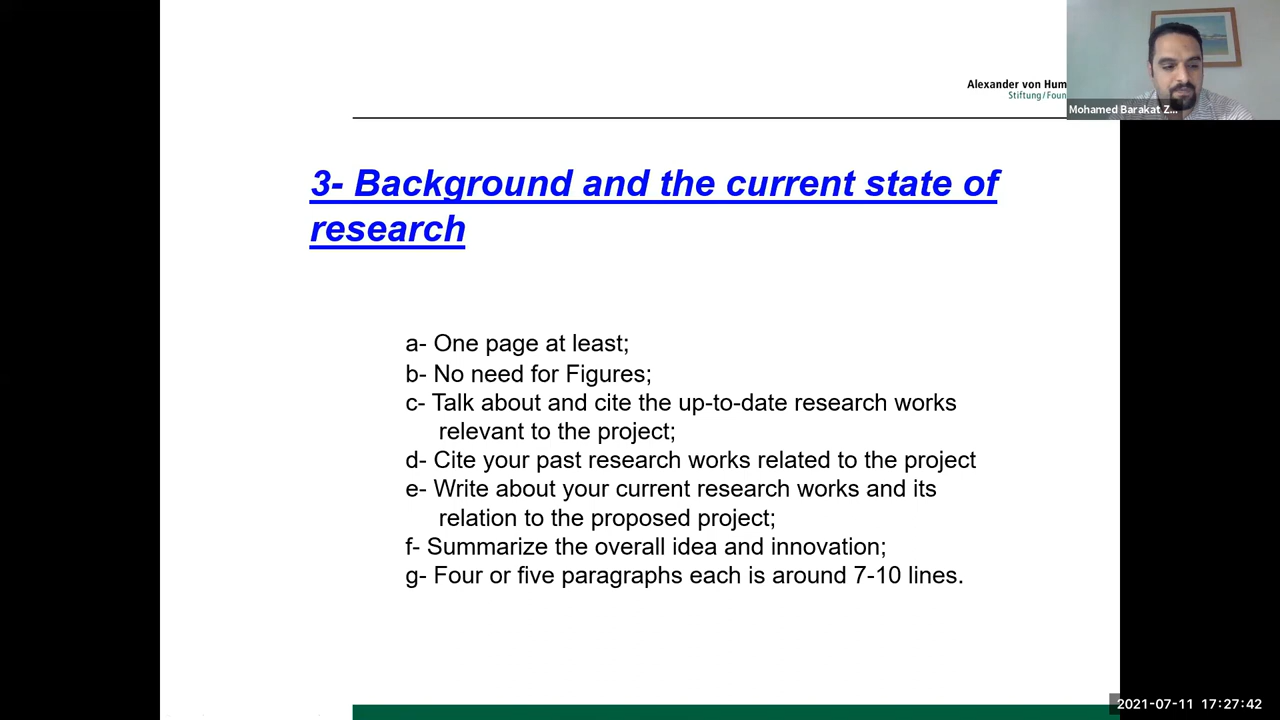 Alexander von Hum
Stiftung/Foun
Mohamed Barakat Z...
3- Background and the current state of
research
a- One page at least;
b- No need for Figures;
c- Talk about and cite the up-to-date research works
relevant to the project;
d- Cite your past research works related to the project
e- Write about your current research works and its
relation to the proposed project;
f- Summarize the overall idea and innovation;
g- Four or five paragraphs each is around 7-10 lines.
2021-07-11 17:27:42